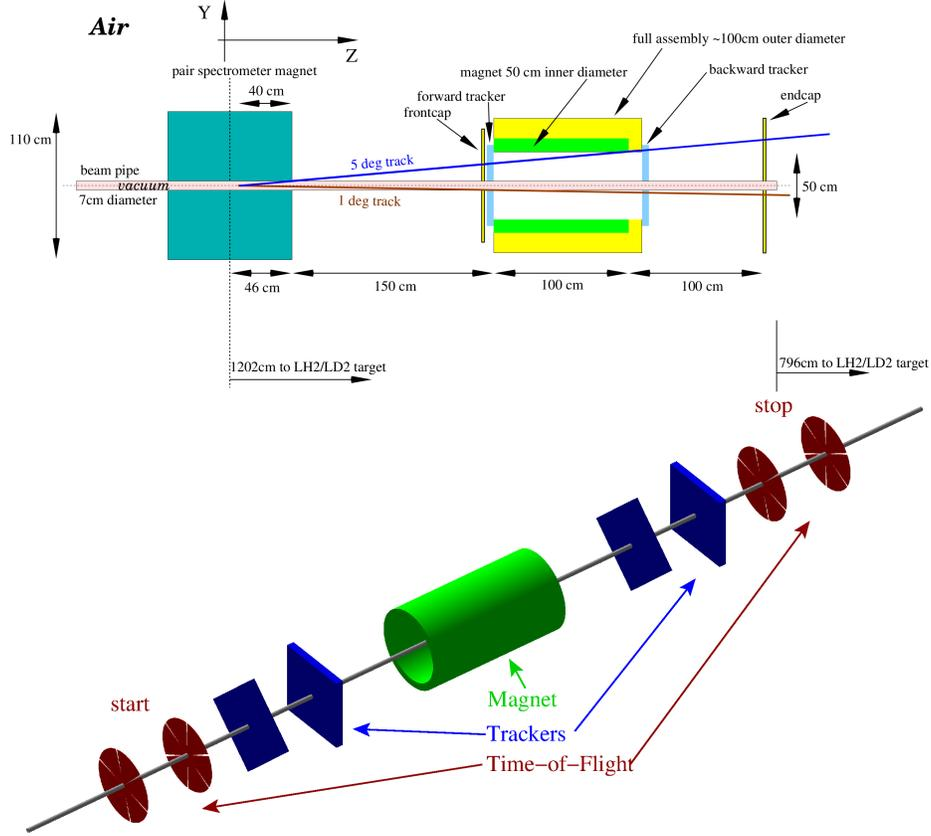 Air
Y
Z
pair spectrometer magnet
40 cm
110 cm
full assembly ~100cm outer diameter
magnet 50 cm inner diameter
backward tracker
forward tracker
frontcap
endcap
beam pipe
vacuum
7cm diameter
5 deg track
1 deg track
50 cm
46 cm
150 cm
100 cm
100 cm
1202cm to LH2/LD2 target
796cm to LH2/LD2 target
stop
start
Magnet
Trackers
Time-of-Flight